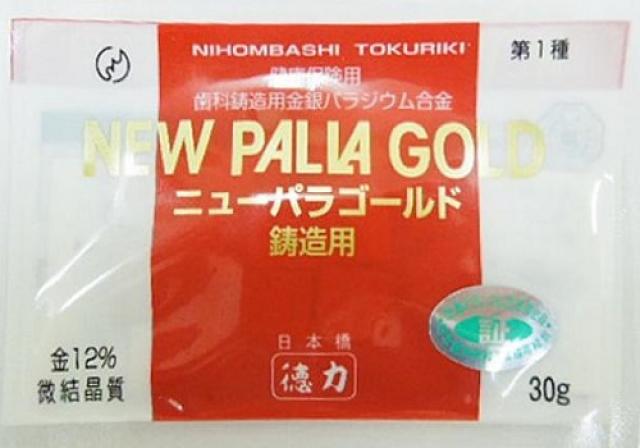 NIHOMBASHI TOKURIKI
第1種
健康保険用
歯科鋳造用金銀パラジウム合金
NEW PALLA GOLD
ニューパラゴールド
鋳造用
金12%
微結晶質
日本橋
徳力
30g